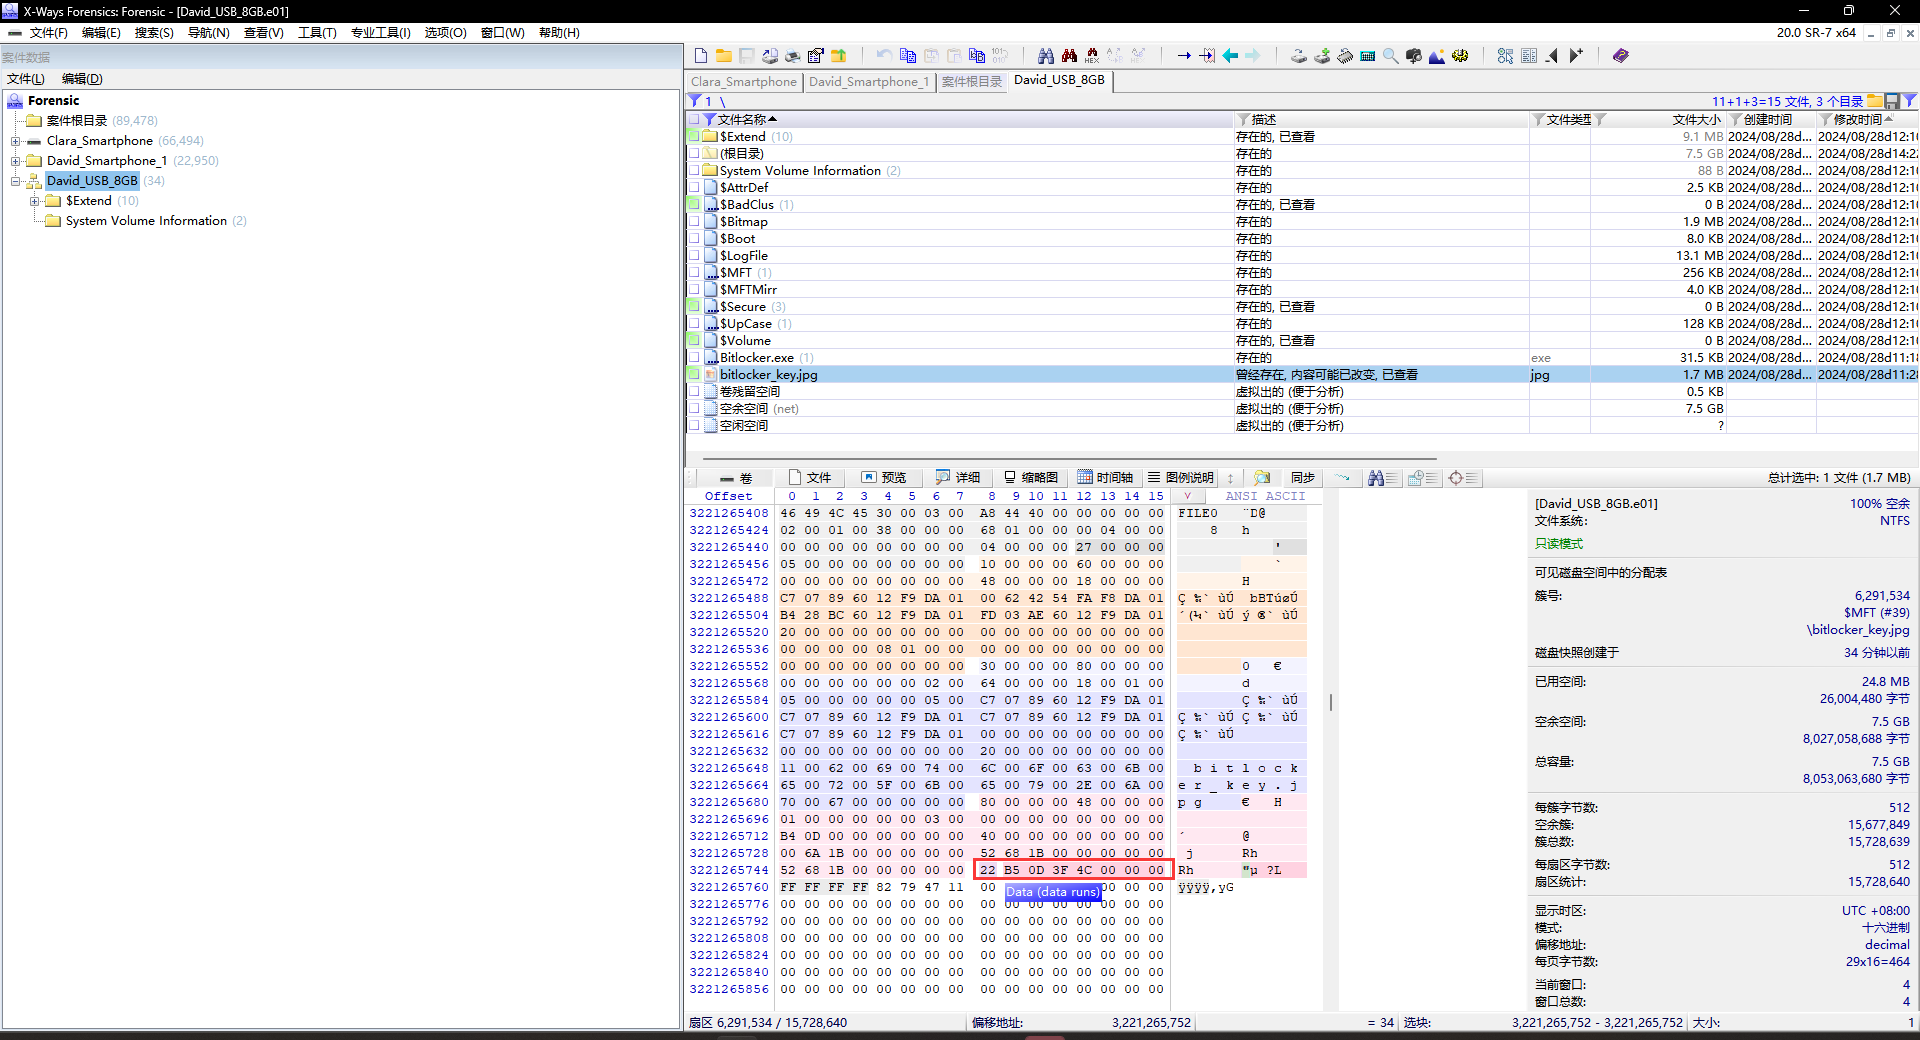 X-Ways Forensics: Forensic - [David_USB_8GB.e01]
文件(F) 编辑(E) 搜索(S) 导航(N) 查看(V) 工具(T) 专业工具(I) 选项(O) 窗口(W) 帮助(H) 20.0 SR-7 x64
案件数据
文件(L) 编辑(D)
Forensic
案件根目录 (89,478)
Clara_Smartphone (66,494)
David_Smartphone_1 (22,950)
David_USB_8GB (34)
$Extend (10)
System Volume Information (2)
Clara_Smartphone David_Smartphone_1 案件根目录 David_USB_8GB
1 \ 11+1+3=15 文件, 3 个目录
文件名称 描述 文件类型 文件大小 创建时间 修改时间
$Extend (10) 存在的, 已查看 9.1 MB 2024/08/28d... 2024/08/28d12:10
(根目录) 存在的 7.5 GB 2024/08/28d... 2024/08/28d14:2
System Volume Information (2) 存在的 88 B 2024/08/28d... 2024/08/28d12:10
$AttrDef 存在的 2.5 KB 2024/08/28d... 2024/08/28d12:10
$BadClus (1) 存在的, 已查看 0 B 2024/08/28d... 2024/08/28d12:10
$Bitmap 存在的 1.9 MB 2024/08/28d... 2024/08/28d12:10
$Boot 存在的 8.0 KB 2024/08/28d... 2024/08/28d12:10
$LogFile 存在的 13.1 MB 2024/08/28d... 2024/08/28d12:10
$MFT (1) 存在的 256 KB 2024/08/28d... 2024/08/28d12:10
$MFTMirr 存在的 4.0 KB 2024/08/28d... 2024/08/28d12:10
$Secure (3) 存在的, 已查看 0 B 2024/08/28d... 2024/08/28d12:10
$UpCase (1) 存在的 128 KB 2024/08/28d... 2024/08/28d12:10
$Volume 存在的, 已查看 0 B 2024/08/28d... 2024/08/28d12:10
Bitlocker.exe (1) 存在的 exe 31.5 KB 2024/08/28d... 2024/08/28d11:18
bitlocker_key.jpg 曾经存在, 内容可能已改变, 已查看 jpg 1.7 MB 2024/08/28d... 2024/08/28d11:28
卷残留空间 虚拟出的 (便于分析) 0.5 KB
空余空间 (net) 虚拟出的 (便于分析) 7.5 GB
空闲空间 虚拟出的 (便于分析) ?
卷 文件 预览 详细 缩略图 时间轴 图例说明 同步 总计选中: 1 文件 (1.7 MB)
Offset 0 1 2 3 4 5 6 7 8 9 10 11 12 13 14 15 ANSI ASCII
3221265408 46 49 4C 45 30 00 03 00 A8 44 40 00 00 00 00 00 FILE0 ¨D@
3221265424 02 00 01 00 38 00 00 00 68 01 00 00 00 04 00 00 8 h
3221265440 00 00 00 00 00 00 00 00 04 00 00 00 27 00 00 00 '
3221265456 05 00 00 00 00 00 00 00 10 00 00 00 60 00 00 00 `
3221265472 00 00 00 00 00 00 00 00 48 00 00 00 18 00 00 00 H
3221265488 C7 07 89 60 12 F9 DA 01 00 62 42 54 FA F8 DA 01 Ç ‰` ùÚ bBTúøÚ
3221265504 B4 28 BC 60 12 F9 DA 01 FD 03 AE 60 12 F9 DA 01 ´(¼` ùÚ ý ®` ùÚ
3221265520 20 00 00 00 00 00 00 00 00 00 00 00 00 00 00 00
3221265536 00 00 00 00 08 01 00 00 00 00 00 00 00 00 00 00
3221265552 00 00 00 00 00 00 00 00 30 00 00 00 80 00 00 00 0 €
3221265568 00 00 00 00 00 00 02 00 64 00 00 00 18 00 01 00 d
3221265584 05 00 00 00 00 00 05 00 C7 07 89 60 12 F9 DA 01 Ç ‰` ùÚ
3221265600 C7 07 89 60 12 F9 DA 01 C7 07 89 60 12 F9 DA 01 Ç ‰` ùÚ Ç ‰` ùÚ
3221265616 C7 07 89 60 12 F9 DA 01 00 00 00 00 00 00 00 00 Ç ‰` ùÚ
3221265632 00 00 00 00 00 00 00 00 20 00 00 00 00 00 00 00
3221265648 11 00 62 00 69 00 74 00 6C 00 6F 00 63 00 6B 00 b i t l o c k
3221265664 65 00 72 00 5F 00 6B 00 65 00 79 00 2E 00 6A 00 e r _ k e y . j
3221265680 70 00 67 00 00 00 00 00 80 00 00 00 48 00 00 00 p g € H
3221265696 01 00 00 00 00 00 03 00 00 00 00 00 00 00 00 00
3221265712 B4 0D 00 00 00 00 00 00 40 00 00 00 00 00 00 00 ´ @
3221265728 00 6A 1B 00 00 00 00 00 52 68 1B 00 00 00 00 00 j Rh
3221265744 52 68 1B 00 00 00 00 00 22 B5 0D 3F 4C 00 00 00 Rh "µ ?L
3221265760 FF FF FF FF 82 79 47 11 00 00 00 00 ÿÿÿÿ‚yG
Data (data runs)
3221265776 00 00 00 00 00 00 00 00 00 00 00 00 00 00 00 00
3221265792 00 00 00 00 00 00 00 00 00 00 00 00 00 00 00 00
3221265808 00 00 00 00 00 00 00 00 00 00 00 00 00 00 00 00
3221265824 00 00 00 00 00 00 00 00 00 00 00 00 00 00 00 00
3221265840 00 00 00 00 00 00 00 00 00 00 00 00 00 00 00 00
3221265856 00 00 00 00 00 00 00 00 00 00 00 00 00 00 00 00
[David_USB_8GB.e01] 100% 空余
文件系统: NTFS
只读模式
可见磁盘空间中的分配表
簇号: 6,291,534
$MFT (#39)
\bitlocker_key.jpg
磁盘快照创建于 34 分钟以前
已用空间: 24.8 MB
26,004,480 字节
空余空间: 7.5 GB
8,027,058,688 字节
总容量: 7.5 GB
8,053,063,680 字节
每簇字节数: 512
空余簇: 15,677,849
簇总数: 15,728,639
每扇区字节数: 512
扇区统计: 15,728,640
显示时区: UTC +08:00
模式: 十六进制
偏移地址: decimal
每页字节数: 29x16=464
当前窗口: 4
窗口总数: 4
扇区 6,291,534 / 15,728,640 偏移地址: 3,221,265,752 = 34 选块: 3,221,265,752 - 3,221,265,752 大小: 1